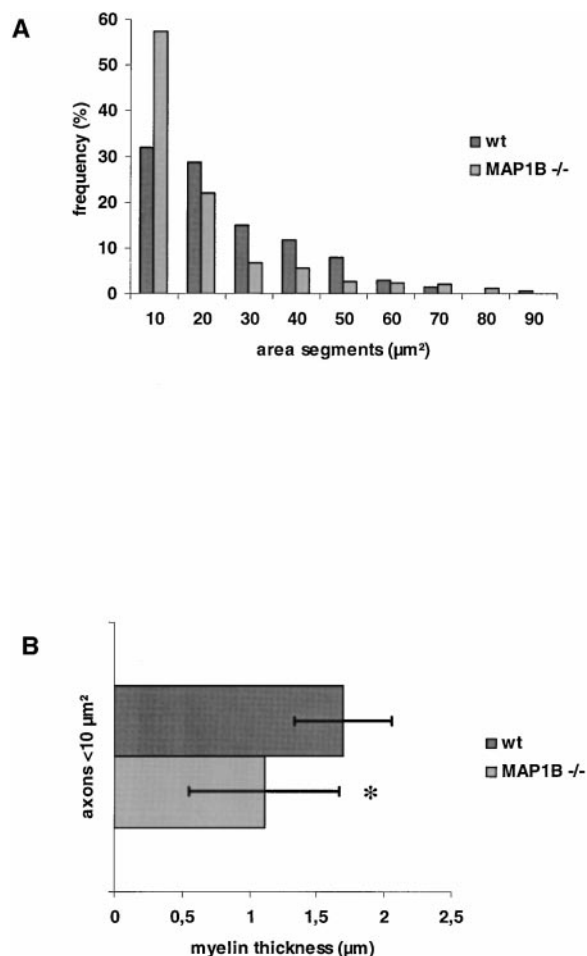 A
60
50
40
30
20
10
0
frequency (%)
wt
MAP1B -/-
10 20 30 40 50 60 70 80 90
area segments (µm²)
B
axons <10 µm²
*
wt
MAP1B -/-
0 0,5 1 1,5 2 2,5
myelin thickness (µm)